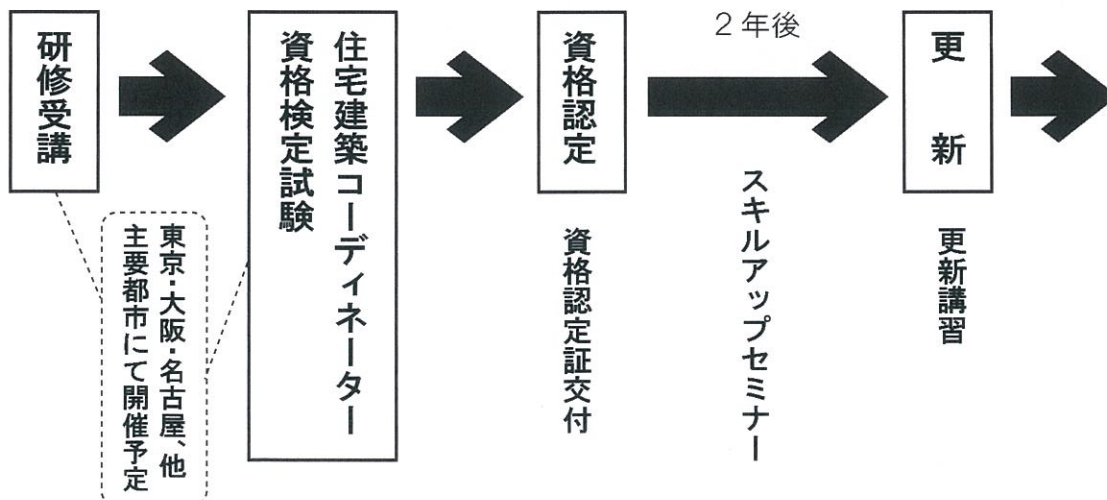 研修受講
住宅建築コーディネーター
資格検定試験
東京・大阪・名古屋、他
主要都市にて開催予定
資格認定
資格認定証交付
2年後
スキルアップセミナー
更新
更新講習